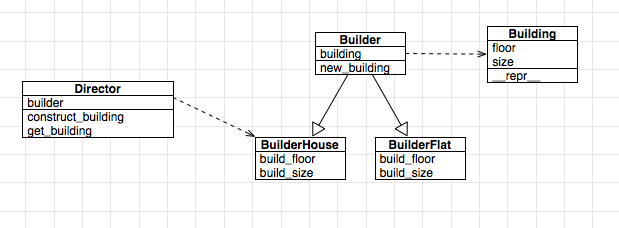 Builder
building
new_building
Building
floor
size
__repr__
Director
builder
construct_building
get_building
BuilderHouse
build_floor
build_size
BuilderFlat
build_floor
build_size